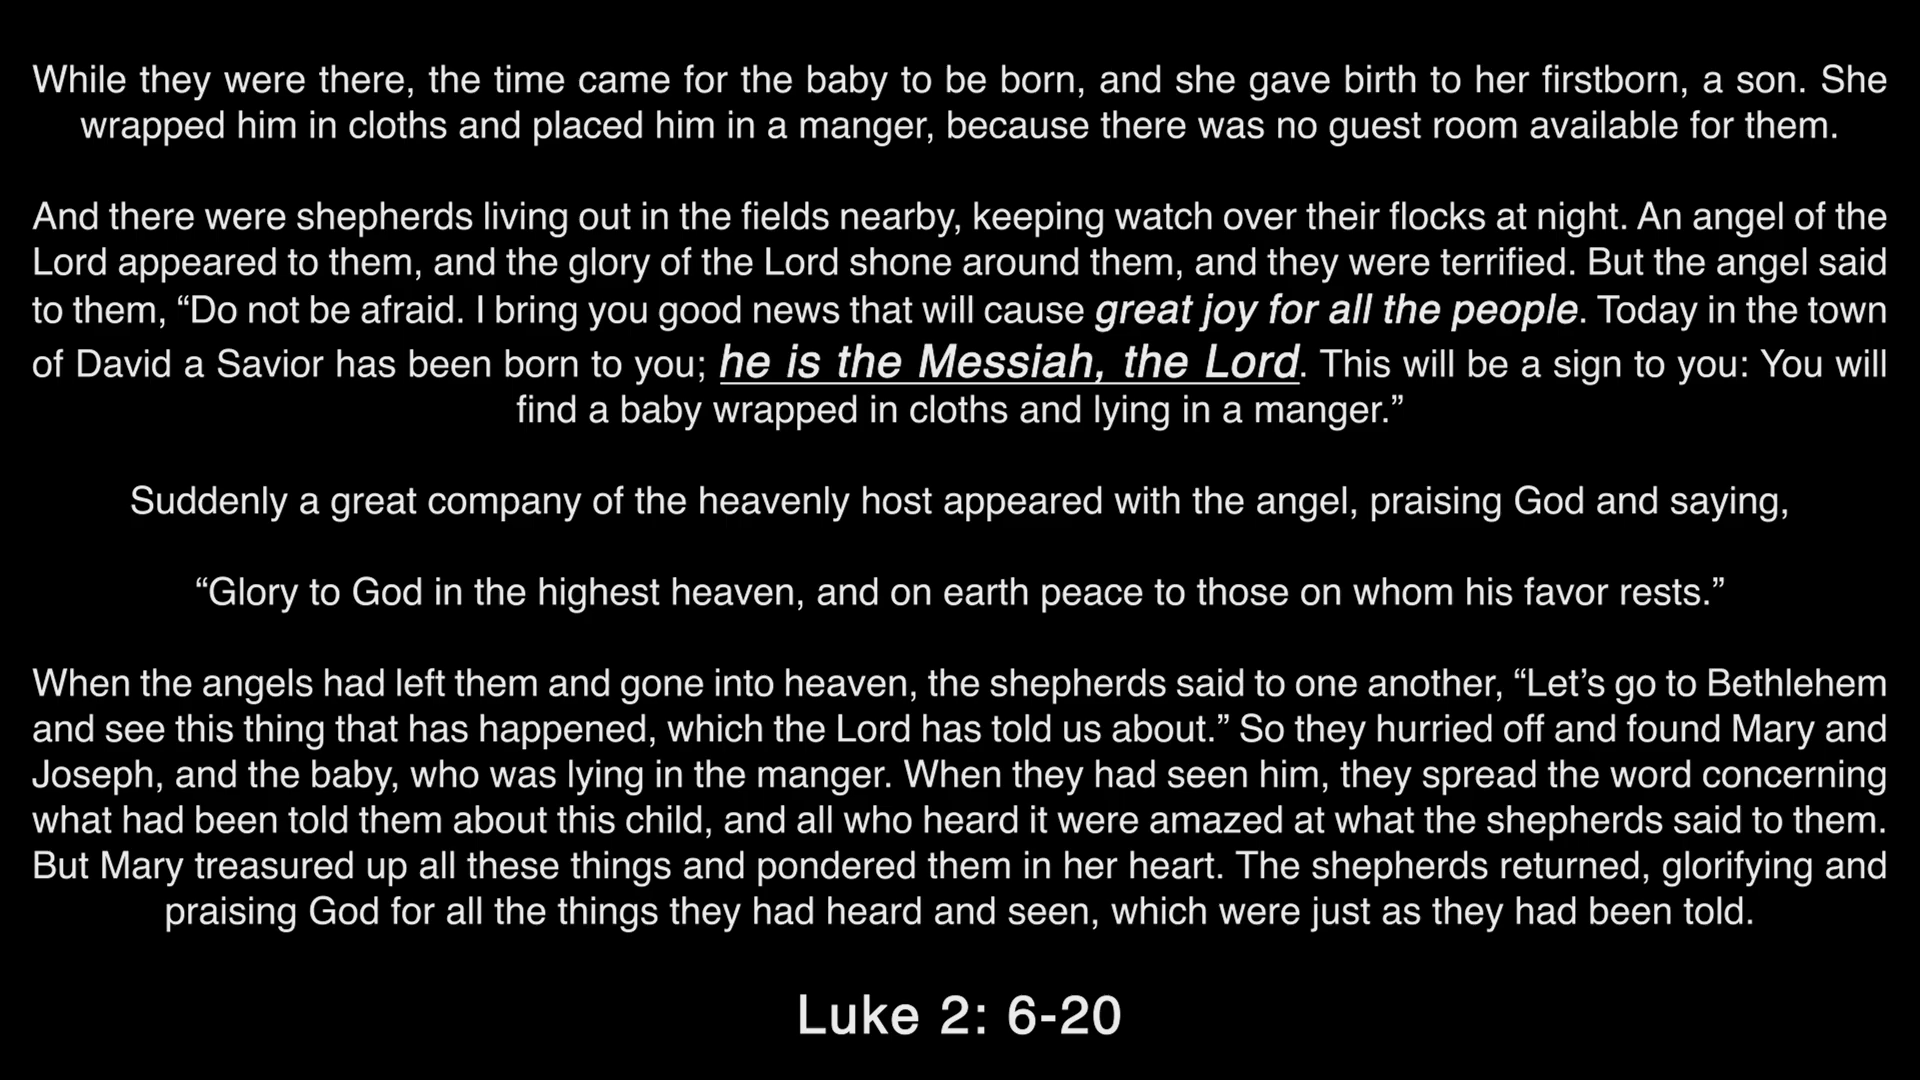 While they were there, the time came for the baby to be born, and she gave birth to her firstborn, a son. She
wrapped him in cloths and placed him in a manger, because there was no guest room available for them.
And there were shepherds living out in the fields nearby, keeping watch over their flocks at night. An angel of the
Lord appeared to them, and the glory of the Lord shone around them, and they were terrified. But the angel said
to them, “Do not be afraid. I bring you good news that will cause great joy for all the people. Today in the town
of David a Savior has been born to you; he is the Messiah, the Lord. This will be a sign to you: You will
find a baby wrapped in cloths and lying in a manger.”
Suddenly a great company of the heavenly host appeared with the angel, praising God and saying,
“Glory to God in the highest heaven, and on earth peace to those on whom his favor rests.”
When the angels had left them and gone into heaven, the shepherds said to one another, “Let’s go to Bethlehem
and see this thing that has happened, which the Lord has told us about.” So they hurried off and found Mary and
Joseph, and the baby, who was lying in the manger. When they had seen him, they spread the word concerning
what had been told them about this child, and all who heard it were amazed at what the shepherds said to them.
But Mary treasured up all these things and pondered them in her heart. The shepherds returned, glorifying and
praising God for all the things they had heard and seen, which were just as they had been told.
Luke 2: 6-20